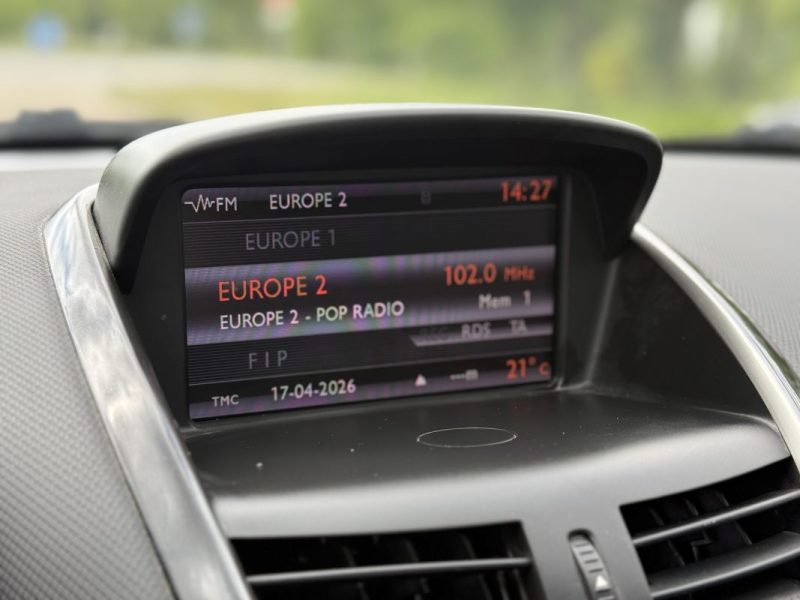 FM EUROPE 2 14:27
EUROPE 1
EUROPE 2 102.0 MHz
EUROPE 2 - POP RADIO Mem 1
REG RDS TA
FIP
TMC 17-04-2026 21°C